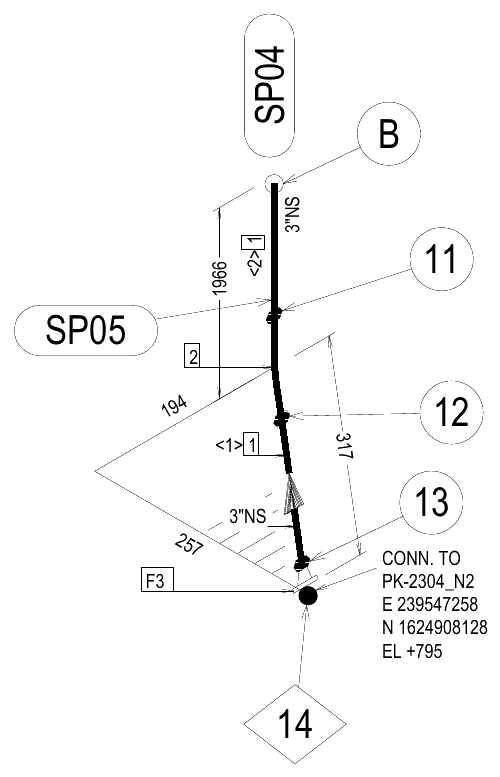 SP04
B
3"NS
<2> 1
1966
11
SP05
2
194
12
<1> 1
317
13
3"NS
257
F3
CONN. TO
PK-2304_N2
E 239547258
N 1624908128
EL +795
14